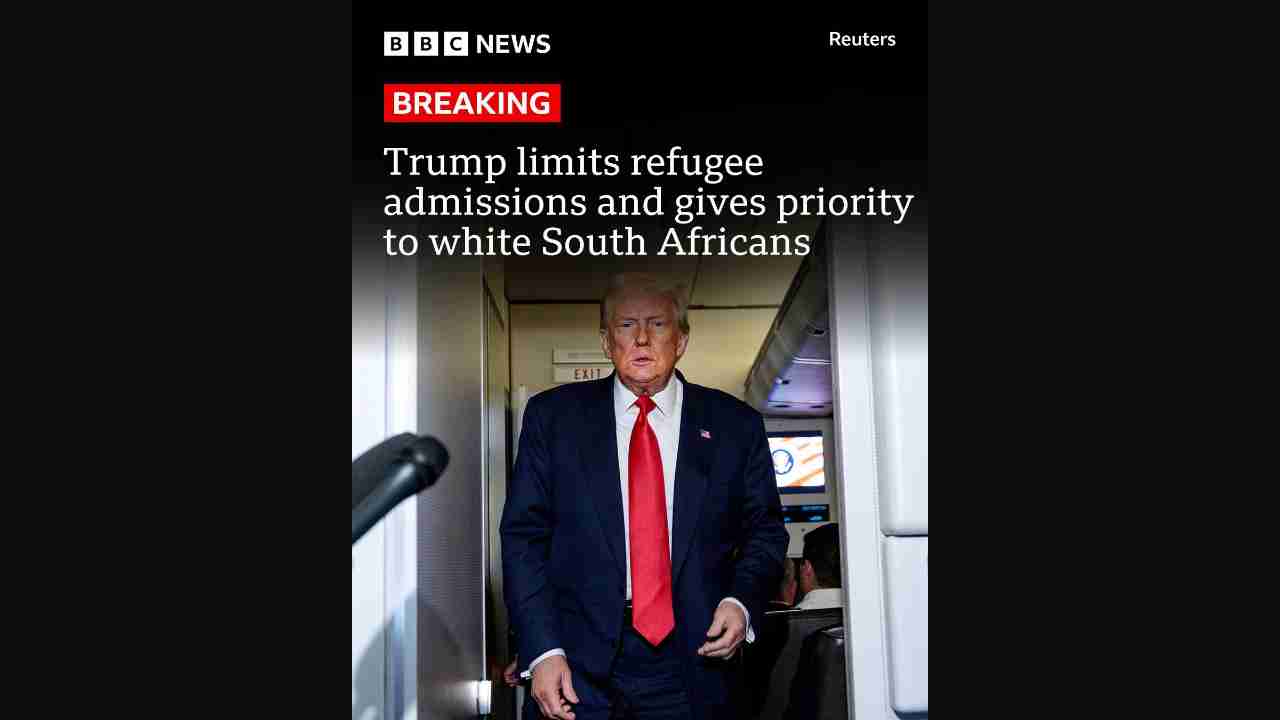 BBC NEWS
Reuters
BREAKING
Trump limits refugee
admissions and gives priority
to white South Africans
EXIT